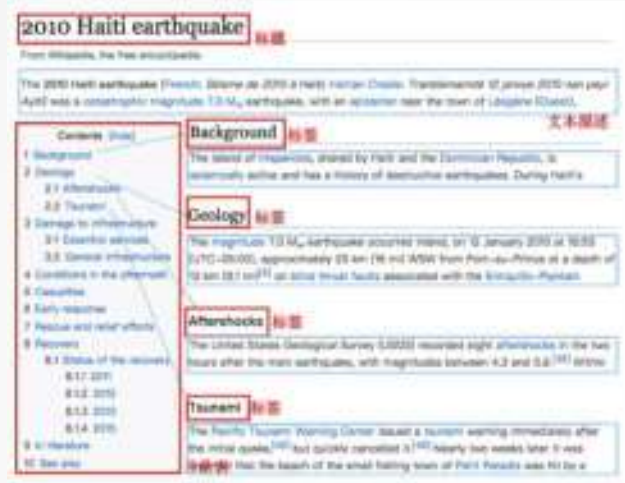 2010 Haiti earthquake 标题
From Wikipedia, the free encyclopedia
The 2010 Haiti earthquake (French: Séisme de 2010 à Haïti; Haitian Creole:
was a catastrophic magnitude 7.0 Mw earthquake, with an epicenter near the town of Léogâne (Ouest),
文本描述
Contents [hide]
1 Background
2 Geology
2.1 Aftershocks
2.2 Tsunami
3 Damage to infrastructure
3.1 Essential services
3.2 General infrastructure
4 Conditions in the aftermath
5 Casualties
6 Early response
7 Rescue and relief efforts
8 Recovery
8.1 Status of the recovery
8.1.1 2011
8.1.2 2012
8.1.3
8.1.4
9 In literature
10 See also
Background 标签
The island of Hispaniola, shared by Haiti and the Dominican Republic, is
seismically active and has a history of destructive earthquakes. During Haiti's
Geology 标签
The magnitude 7.0 Mw earthquake occurred inland, on 12 January 2010 at 16:53
(UTC-05:00), approximately 25 km (16 mi) WSW from Port-au-Prince at a depth of
13 km (8.1 mi) on blind thrust faults associated with the Enriquillo-Plantain
Aftershocks 标签
The United States Geological Survey (USGS) recorded eight aftershocks in the two
hours after the main earthquake, with magnitudes between 4.3 and 5.9. Within
Tsunami 标签
The Pacific Tsunami Warning Center issued a tsunami warning immediately after
the initial quake, but quickly cancelled it. Nearly two weeks later it was
that the beach of the small fishing town of Petit Paradis was hit by a